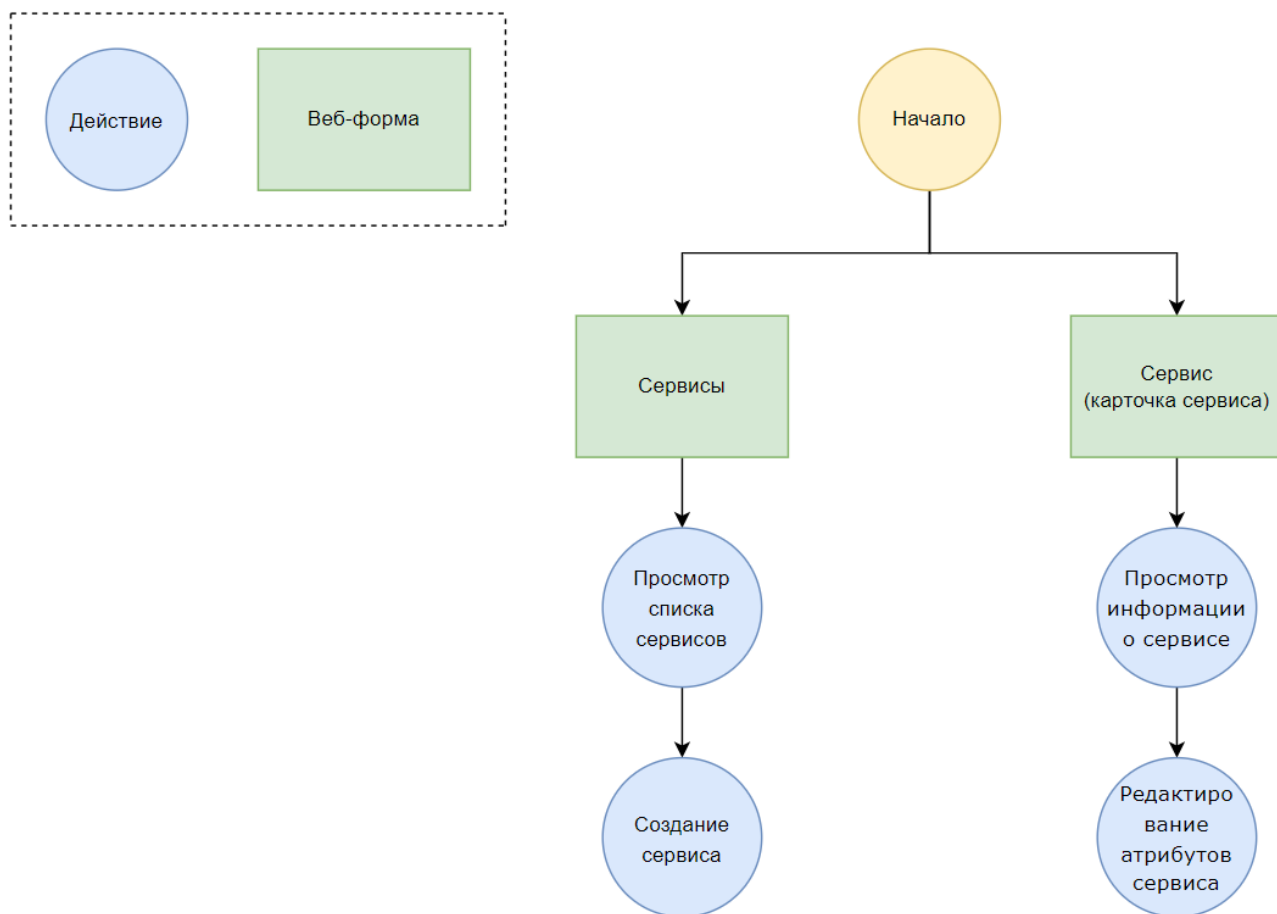 Действие
Веб-форма
Начало
Сервисы
Сервис
(карточка сервиса)
Просмотр
списка
сервисов
Просмотр
информации
о сервисе
Создание
сервиса
Редактиро
вание
атрибутов
сервиса